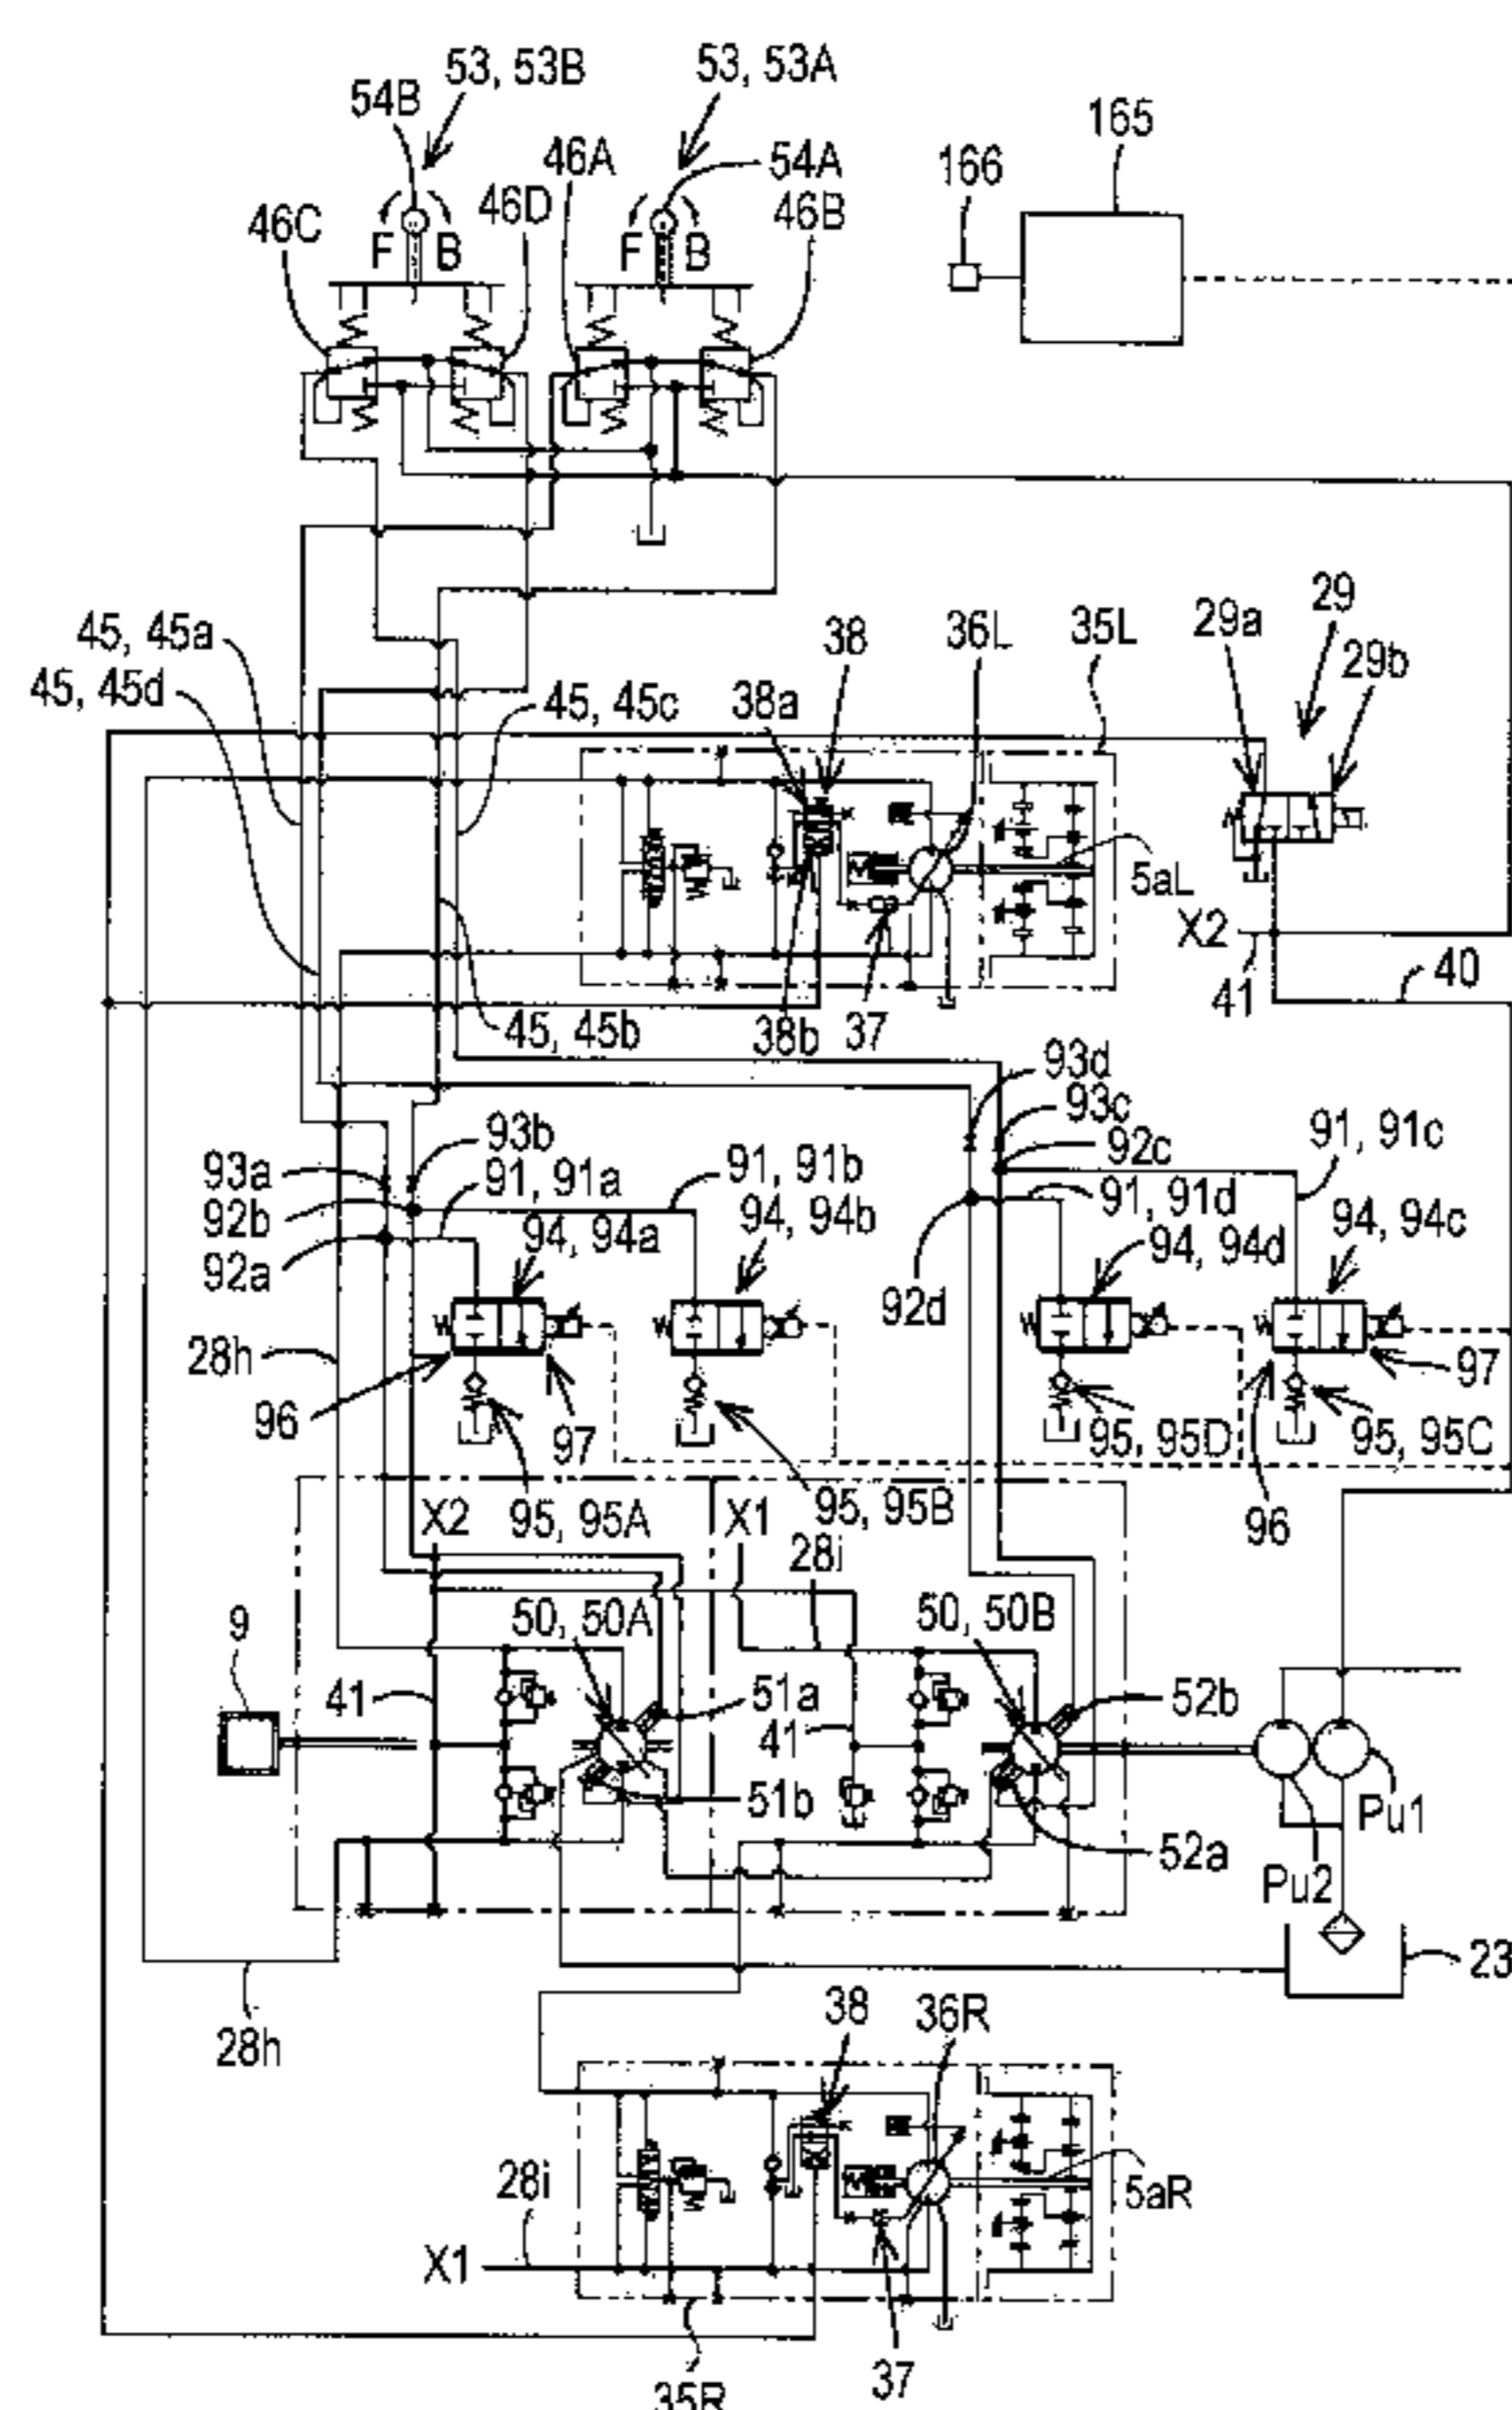 53, 53B
53, 53A
54B
165
46A
54A
166
46C
46D
46B
F B
F B
29
45, 45a
38
36L
35L
29a
29b
45, 45d
45, 45c
38a
5aL
X2
41
40
45, 45b
38b
37
93d
93c
93b
92c
91, 91c
93a
91, 91a
91, 91b
91, 91d
92b
94, 94a
94, 94b
94, 94c
92a
94, 94d
92d
28h
97
96
97
95, 95D
95, 95C
X2
95, 95A
X1
95, 95B
96
28i
9
50, 50A
50, 50B
41
51a
41
52b
51b
Pu1
52a
Pu2
23
28h
38
36R
28i
5aR
X1
37
35R